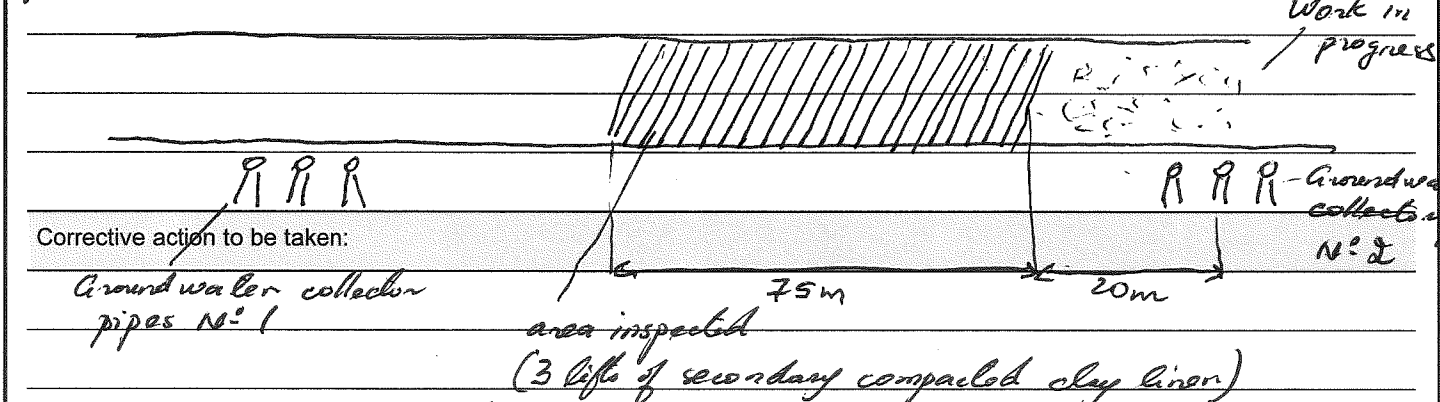 Work in
progress
Groundwa
collector
Nº 2
Corrective action to be taken:
75m
20m
Groundwater collector
pipes Nº 1
area inspected
(3 lifts of secondary compacted clay liner)